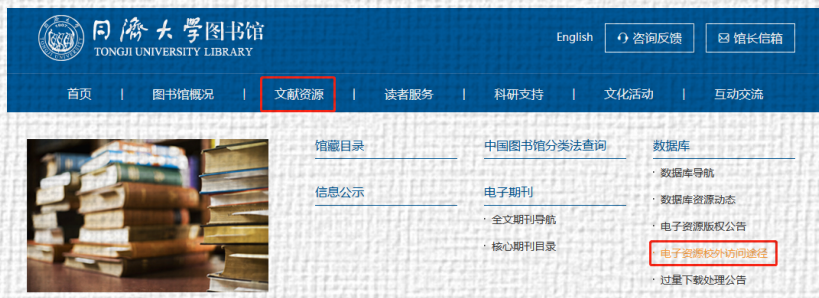 同濟大学图书馆
TONGJI UNIVERSITY LIBRARY
English 咨询反馈 馆长信箱
首页 | 图书馆概况 | 文献资源 | 读者服务 | 科研支持 | 文化活动 | 互动交流
馆藏目录 中国图书馆分类法查询 数据库
· 数据库导航
信息公示 电子期刊
· 数据库资源动态
· 全文期刊导航
· 电子资源版权公告
· 核心期刊目录
· 电子资源校外访问途径
· 过量下载处理公告